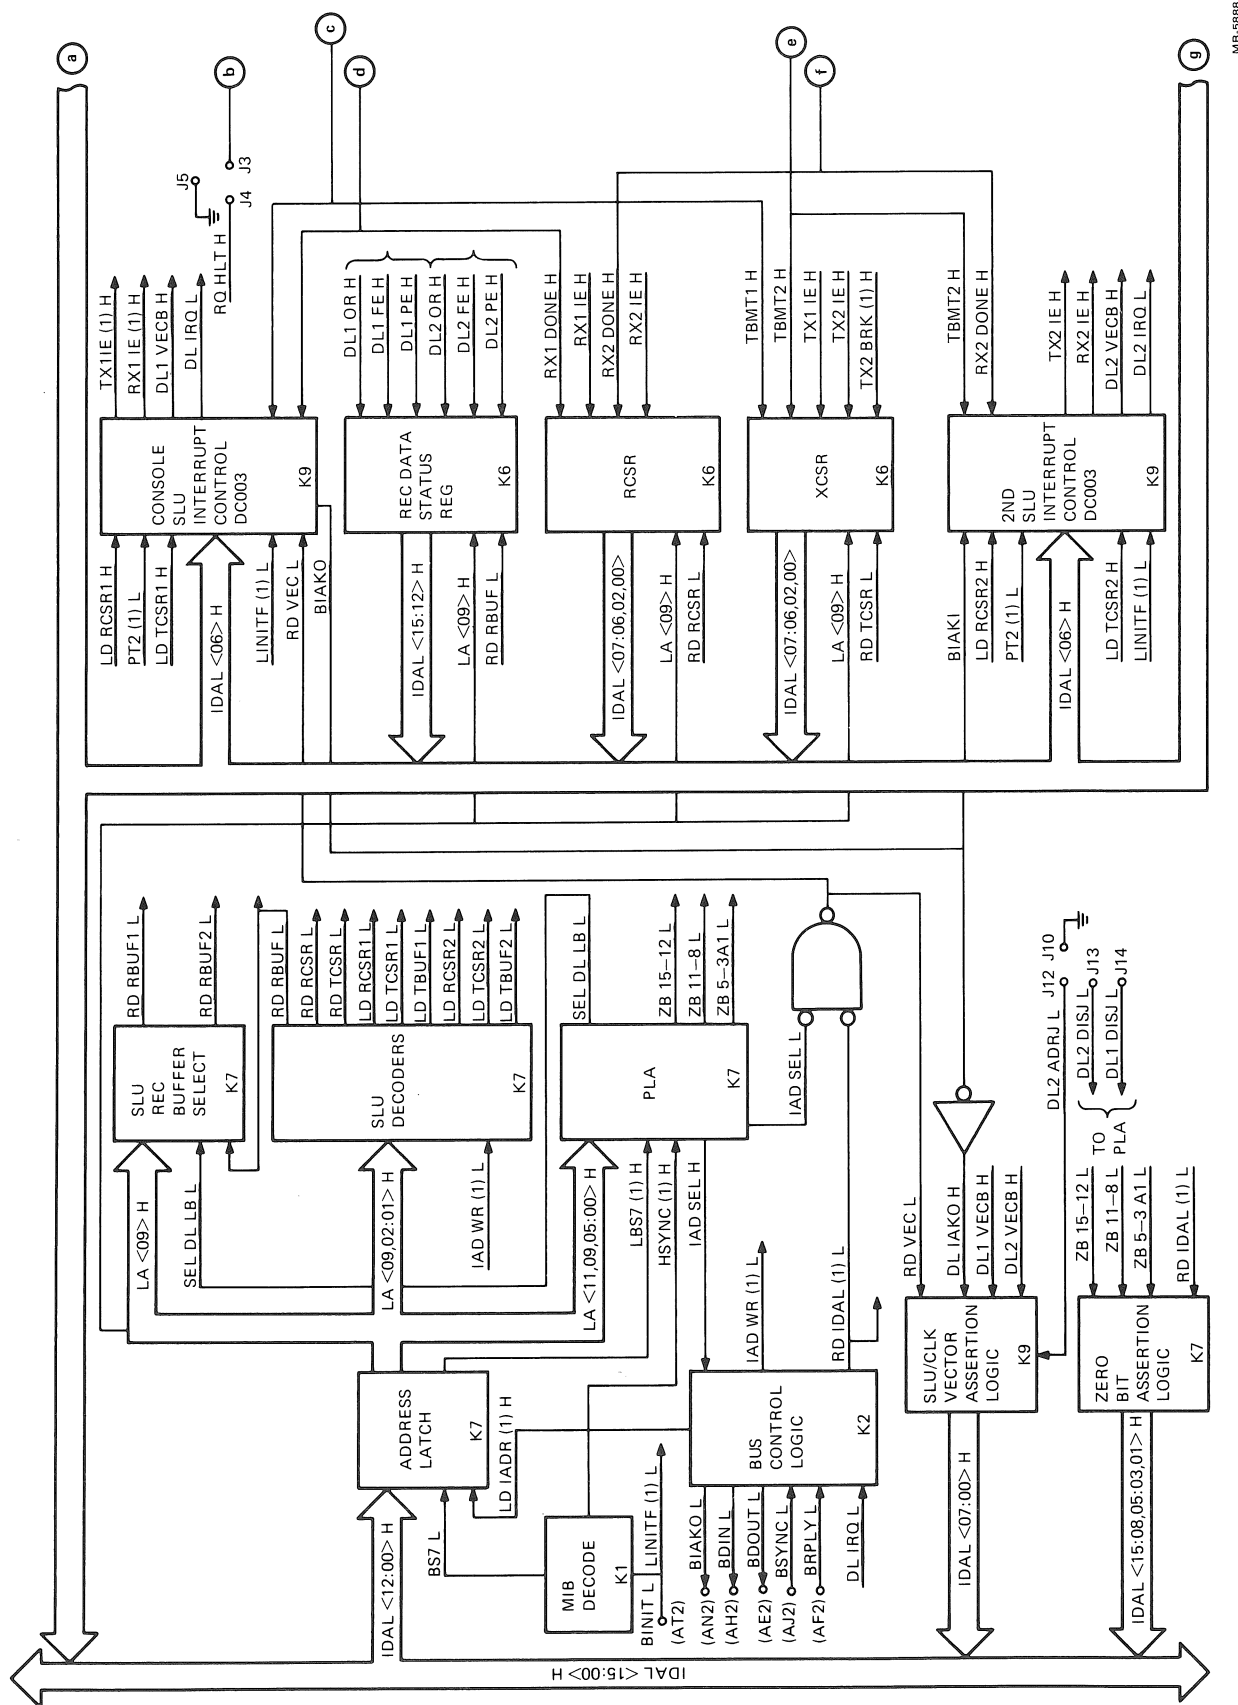 a
b
c
d
e
f
g
MR-5888
J5
J4
J3
RQ HLT H
TX1IE (1) H
RX1 IE (1) H
DL1 VECB H
DL IRQ L
CONSOLE
SLU
INTERRUPT
CONTROL
DC003
K9
LD RCSR1 H
PT2 (1) L
LD TCSR1 H
IDAL <06> H
LINITF (1) L
RD VEC L
BIAKO
DL1 OR H
DL1 FE H
DL1 PE H
DL2 OR H
DL2 FE H
DL2 PE H
REC DATA
STATUS
REG
K6
IDAL <15:12> H
LA <09> H
RD RBUF L
RX1 DONE H
RX1 IE H
RX2 DONE H
RX2 IE H
RCSR
K6
IDAL <07:06,02,00>
LA <09> H
RD RCSR L
TBMT1 H
TBMT2 H
TX1 IE H
TX2 IE H
TX2 BRK (1) H
XCSR
K6
IDAL <07:06,02,00>
LA <09> H
RD TCSR L
TBMT2 H
RX2 DONE H
TX2 IE H
RX2 IE H
DL2 VECB H
DL2 IRQ L
2ND
SLU
INTERRUPT
CONTROL
DC003
K9
BIAKI
LD RCSR2 H
PT2 (1) L
IDAL <06> H
LD TCSR2 H
LINITF (1) L
RD RBUF1 L
RD RBUF2 L
SLU
REC
BUFFER
SELECT
K7
LA <09> H
SEL DL LB L
RD RBUF L
RD RCSR L
RD TCSR L
LD RCSR1 L
LD TCSR1 L
LD TBUF1 L
LD RCSR2 L
LD TCSR2 L
LD TBUF2 L
SLU
DECODERS
K7
LA <09,02:01> H
IAD WR (1) L
SEL DL LB L
ZB 15–12 L
ZB 11–8 L
ZB 5–3A1 L
PLA
K7
LA <11,09,05:00> H
LBS7 (1) H
HSYNC (1) H
IAD SEL H
IAD SEL L
ADDRESS
LATCH
K7
IDAL <12:00> H
BS7 L
LD IADR (1) H
MIB
DECODE
K1
BINIT L
(AT2)
LINITF (1) L
BUS
CONTROL
LOGIC
K2
IAD WR (1) L
RD IDAL (1) L
BIAKO L
(AN2)
BDIN L
(AH2)
BDOUT L
(AE2)
BSYNC L
(AJ2)
BRPLY L
(AF2)
DL IRQ L
RD VEC L
DL IAKO H
DL1 VECB H
DL2 VECB H
SLU/CLK
VECTOR
ASSERTION
LOGIC
K9
IDAL <07:00> H
DL2 ADRJ L
J12
J10
DL2 DISJ L
J13
DL1 DISJ L
J14
TO
PLA
ZB 15–12 L
ZB 11–8 L
ZB 5–3 A1 L
RD IDAL (1) L
ZERO
BIT
ASSERTION
LOGIC
K7
IDAL <15:08,05:03,01> H
IDAL <15:00> H